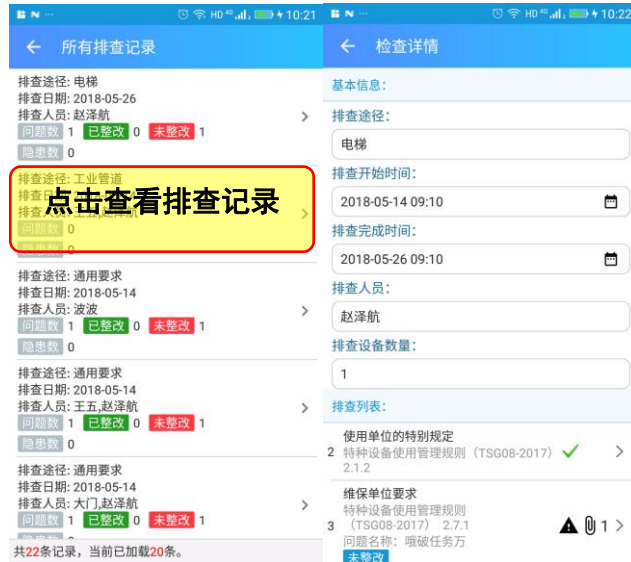 HD 4G 10:21
所有排查记录
排查途径: 电梯
排查日期: 2018-05-26
排查人员: 赵泽航
问题数 1 已整改 0 未整改 1
隐患数 0
排查途径: 工业管道
点击查看排查记录
问题数 0
隐患数 0
排查途径: 通用要求
排查日期: 2018-05-14
排查人员: 波波
问题数 1 已整改 0 未整改 1
隐患数 0
排查途径: 通用要求
排查日期: 2018-05-14
排查人员: 王五,赵泽航
问题数 1 已整改 0 未整改 1
隐患数 0
排查途径: 通用要求
排查日期: 2018-05-14
排查人员: 大门,赵泽航
问题数 1 已整改 0 未整改 1
共22条记录，当前已加载20条。
HD 4G 10:22
检查详情
基本信息:
排查途径:
电梯
排查开始时间:
2018-05-14 09:10
排查完成时间:
2018-05-26 09:10
排查人员:
赵泽航
排查设备数量:
1
排查列表:
使用单位的特别规定
2 特种设备使用管理规则（TSG08-2017）
2.1.2
维保单位要求
特种设备使用管理规则
3 （TSG08-2017） 2.7.1 1
问题名称：哦破任务万
未整改